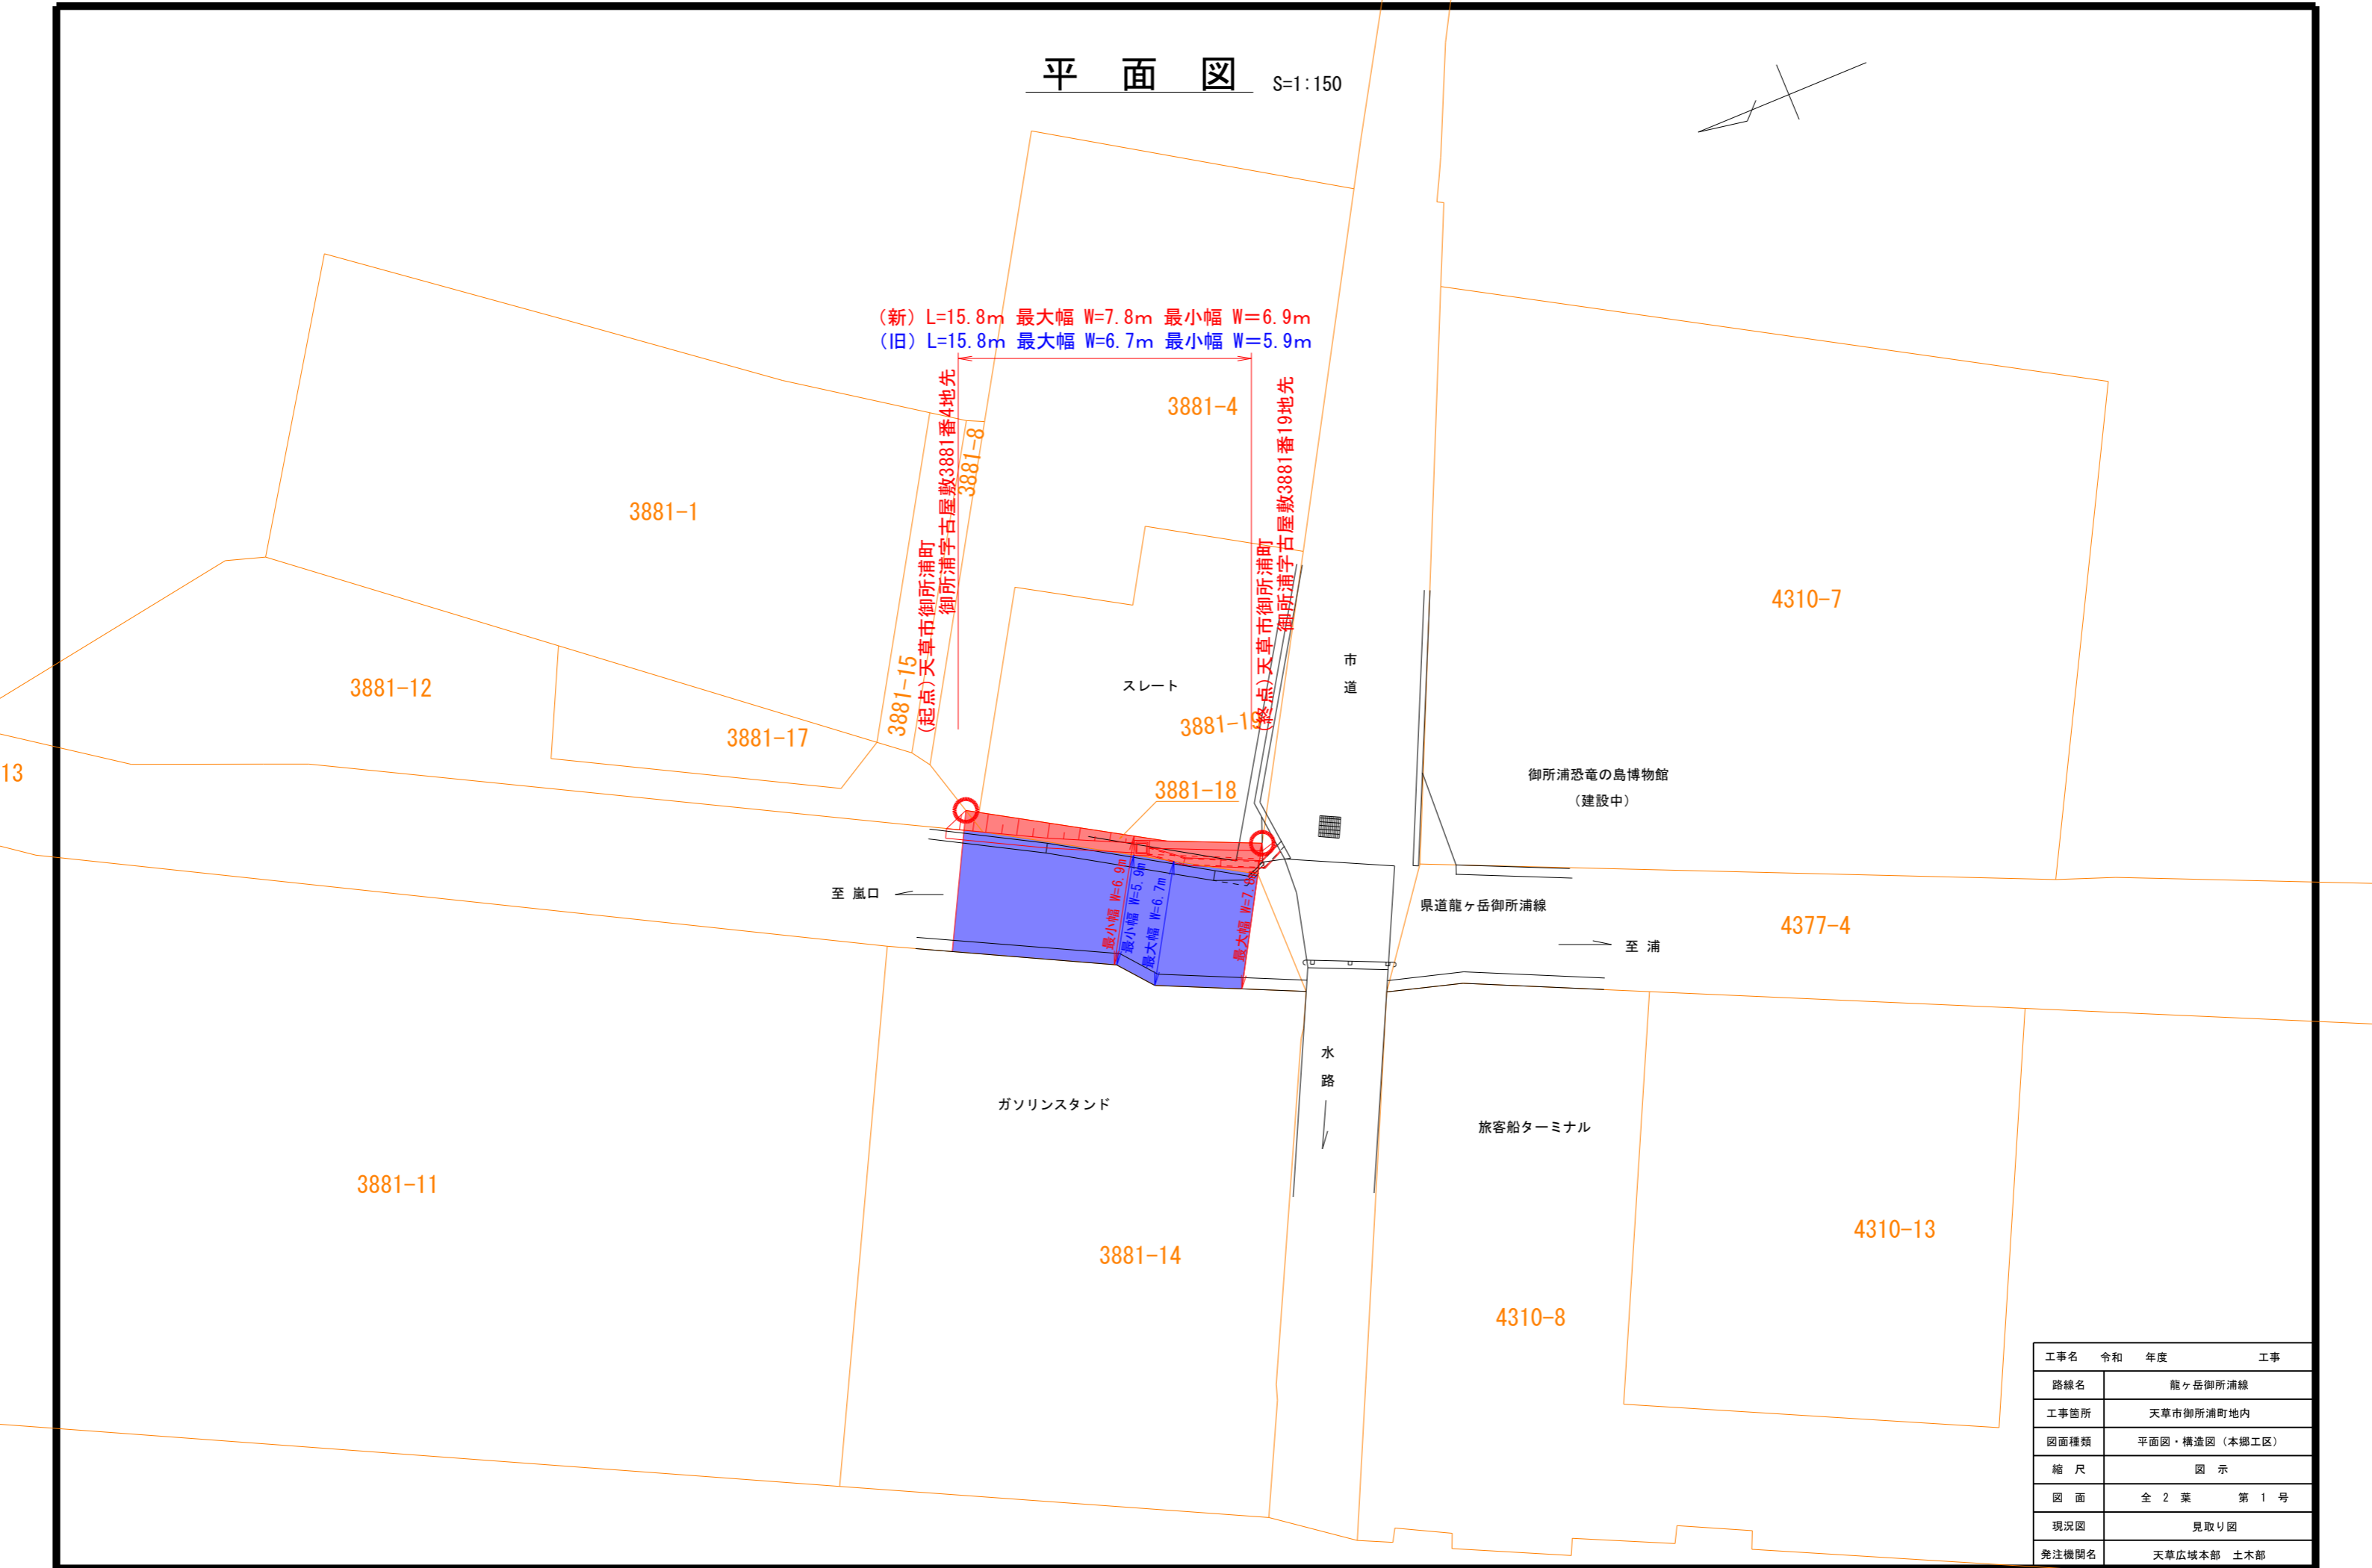 平 面 図 S=1:150
(新) L=15.8m 最大幅 W=7.8m 最小幅 W=6.9m
(旧) L=15.8m 最大幅 W=6.7m 最小幅 W=5.9m
(起点)天草市御所浦町
御所浦字古屋敷3881番4地先
(終点)天草市御所浦町
御所浦字古屋敷3881番19地先
3881-4
3881-8
3881-1
3881-15
3881-12
3881-17
13
スレート
3881-19
3881-18
市道
4310-7
御所浦恐竜の島博物館
(建設中)
至 嵐口
最小幅 W=6.9m
最小幅 W=5.9m
最大幅 W=6.7m
最大幅 W=7.8m
県道龍ヶ岳御所浦線
4377-4
至 浦
水路
ガソリンスタンド
旅客船ターミナル
3881-11
3881-14
4310-8
4310-13
工事名 令和 年度 工事
路線名 龍ヶ岳御所浦線
工事箇所 天草市御所浦町地内
図面種類 平面図・構造図(本郷工区)
縮 尺 図 示
図 面 全 2 葉 第 1 号
現況図 見取り図
発注機関名 天草広域本部 土木部